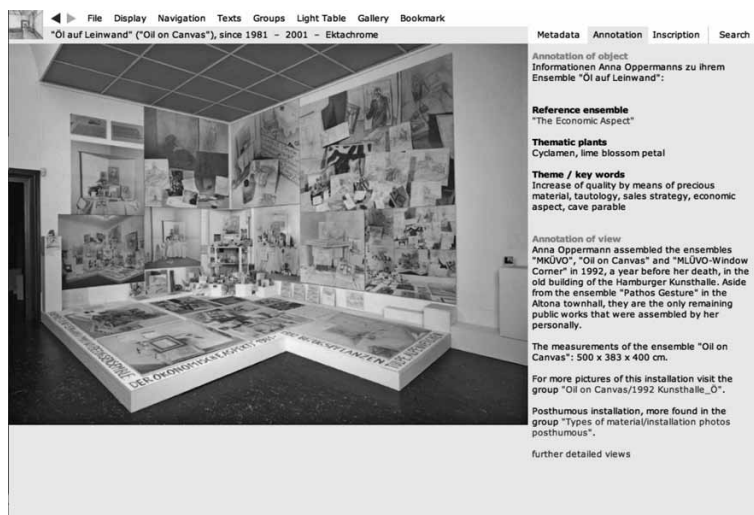 File Display Navigation Texts Groups Light Table Gallery Bookmark
"Öl auf Leinwand" ("Oil on Canvas"), since 1981 – 2001 – Ektachrome
Metadata Annotation Inscription Search
Annotation of object
Informationen Anna Oppermanns zu ihrem
Ensemble "Öl auf Leinwand":
Reference ensemble
"The Economic Aspect"
Thematic plants
Cyclamen, lime blossom petal
Theme / key words
Increase of quality by means of precious
material, tautology, sales strategy, economic
aspect, cave parable
Annotation of view
Anna Oppermann assembled the ensembles
"MKÜVO", "Oil on Canvas" and "MLÜVO-Window
Corner" in 1992, a year before her death, in the
old building of the Hamburger Kunsthalle. Aside
from the ensemble "Pathos Gesture" in the
Altona townhall, they are the only remaining
public works that were assembled by her
personally.
The measurements of the ensemble "Oil on
Canvas": 500 x 383 x 400 cm.
For more pictures of this installation visit the
group "Oil on Canvas/1992 Kunsthalle_Ö".
Posthumous installation, more found in the
group "Types of material/installation photos
posthumous".
further detailed views
DER ÖKONOMISCHE ASPEKT